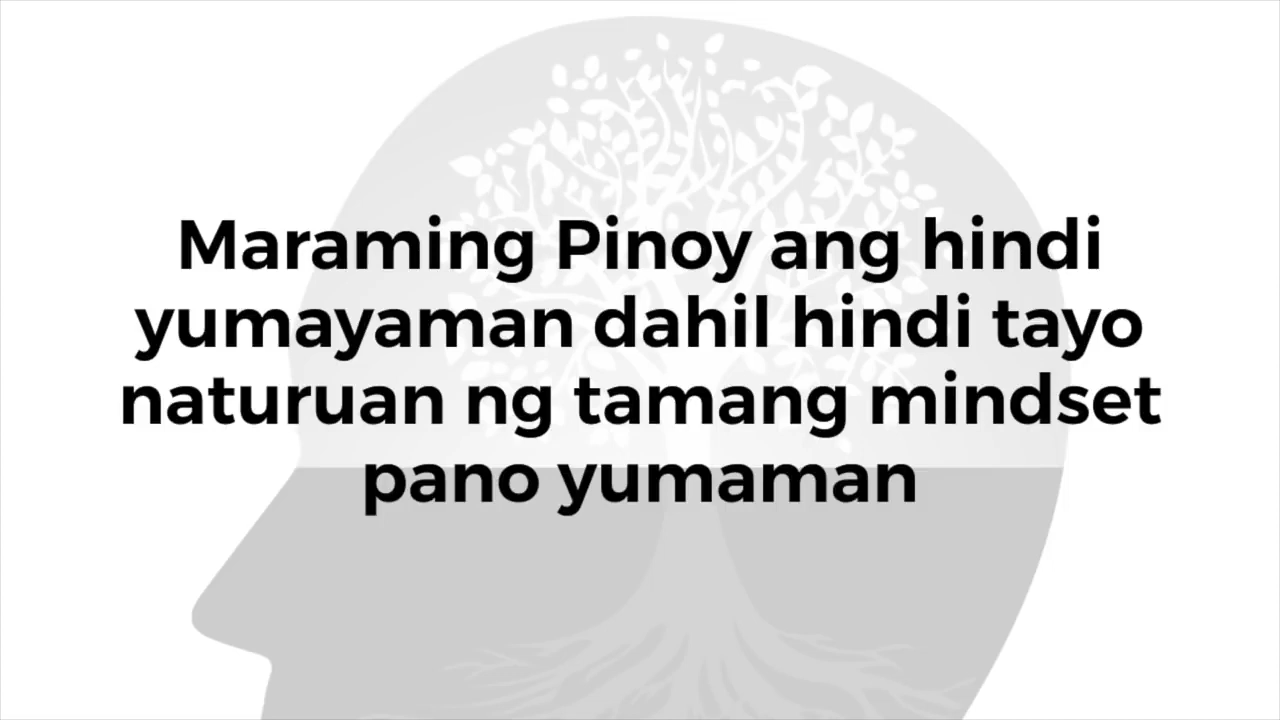 Maraming Pinoy ang hindi
yumayaman dahil hindi tayo
naturuan ng tamang mindset
pano yumaman